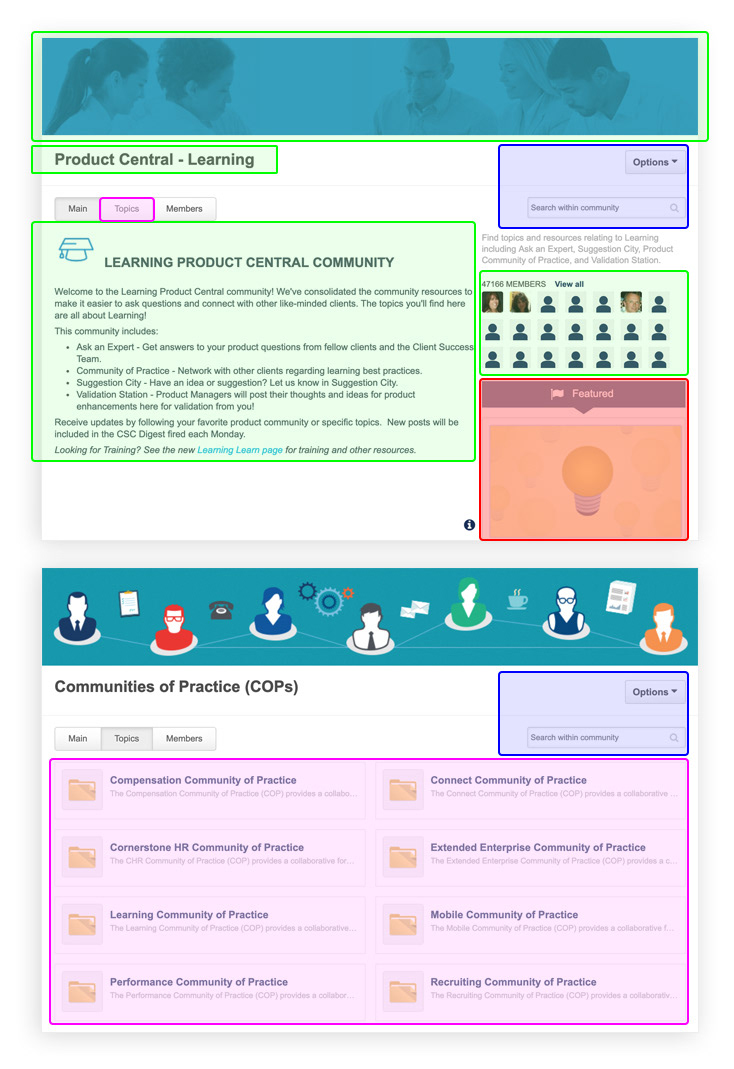 Product Central - Learning
Options
Main Topics Members
Search within community
LEARNING PRODUCT CENTRAL COMMUNITY
Welcome to the Learning Product Central community! We've consolidated the community resources to
make it easier to ask questions and connect with other like-minded clients. The topics you'll find here
are all about Learning!
This community includes:
• Ask an Expert - Get answers to your product questions from fellow clients and the Client Success
Team.
• Community of Practice - Network with other clients regarding learning best practices.
• Suggestion City - Have an idea or suggestion? Let us know in Suggestion City.
• Validation Station - Product Managers will post their thoughts and ideas for product
enhancements here for validation from you!
Receive updates by following your favorite product community or specific topics. New posts will be
included in the CSC Digest fired each Monday.
Looking for Training? See the new Learning Learn page for training and other resources.
Find topics and resources relating to Learning
including Ask an Expert, Suggestion City, Product
Community of Practice, and Validation Station.
47166 MEMBERS View all
Featured
Communities of Practice (COPs)
Options
Main Topics Members
Search within community
Compensation Community of Practice
The Compensation Community of Practice (COP) provides a collabo...
Connect Community of Practice
The Connect Community of Practice (COP) provides a collaborative ...
Cornerstone HR Community of Practice
The CHR Community of Practice (COP) provides a collaborative for...
Extended Enterprise Community of Practice
The Extended Enterprise Community of Practice (COP) provides a c...
Learning Community of Practice
The Learning Community of Practice (COP) provides a collaborative...
Mobile Community of Practice
The Mobile Community of Practice (COP) provides a collaborative f...
Performance Community of Practice
The Performance Community of Practice (COP) provides a collabor...
Recruiting Community of Practice
The Recruiting Community of Practice (COP) provides a collaborativ...